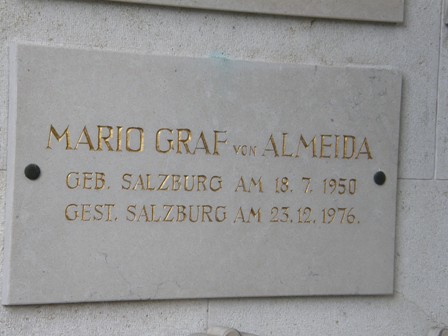 MARIO GRAF VON ALMEIDA
GEB. SALZBURG AM 18. 7. 1950
GEST. SALZBURG AM 23.12.1976.